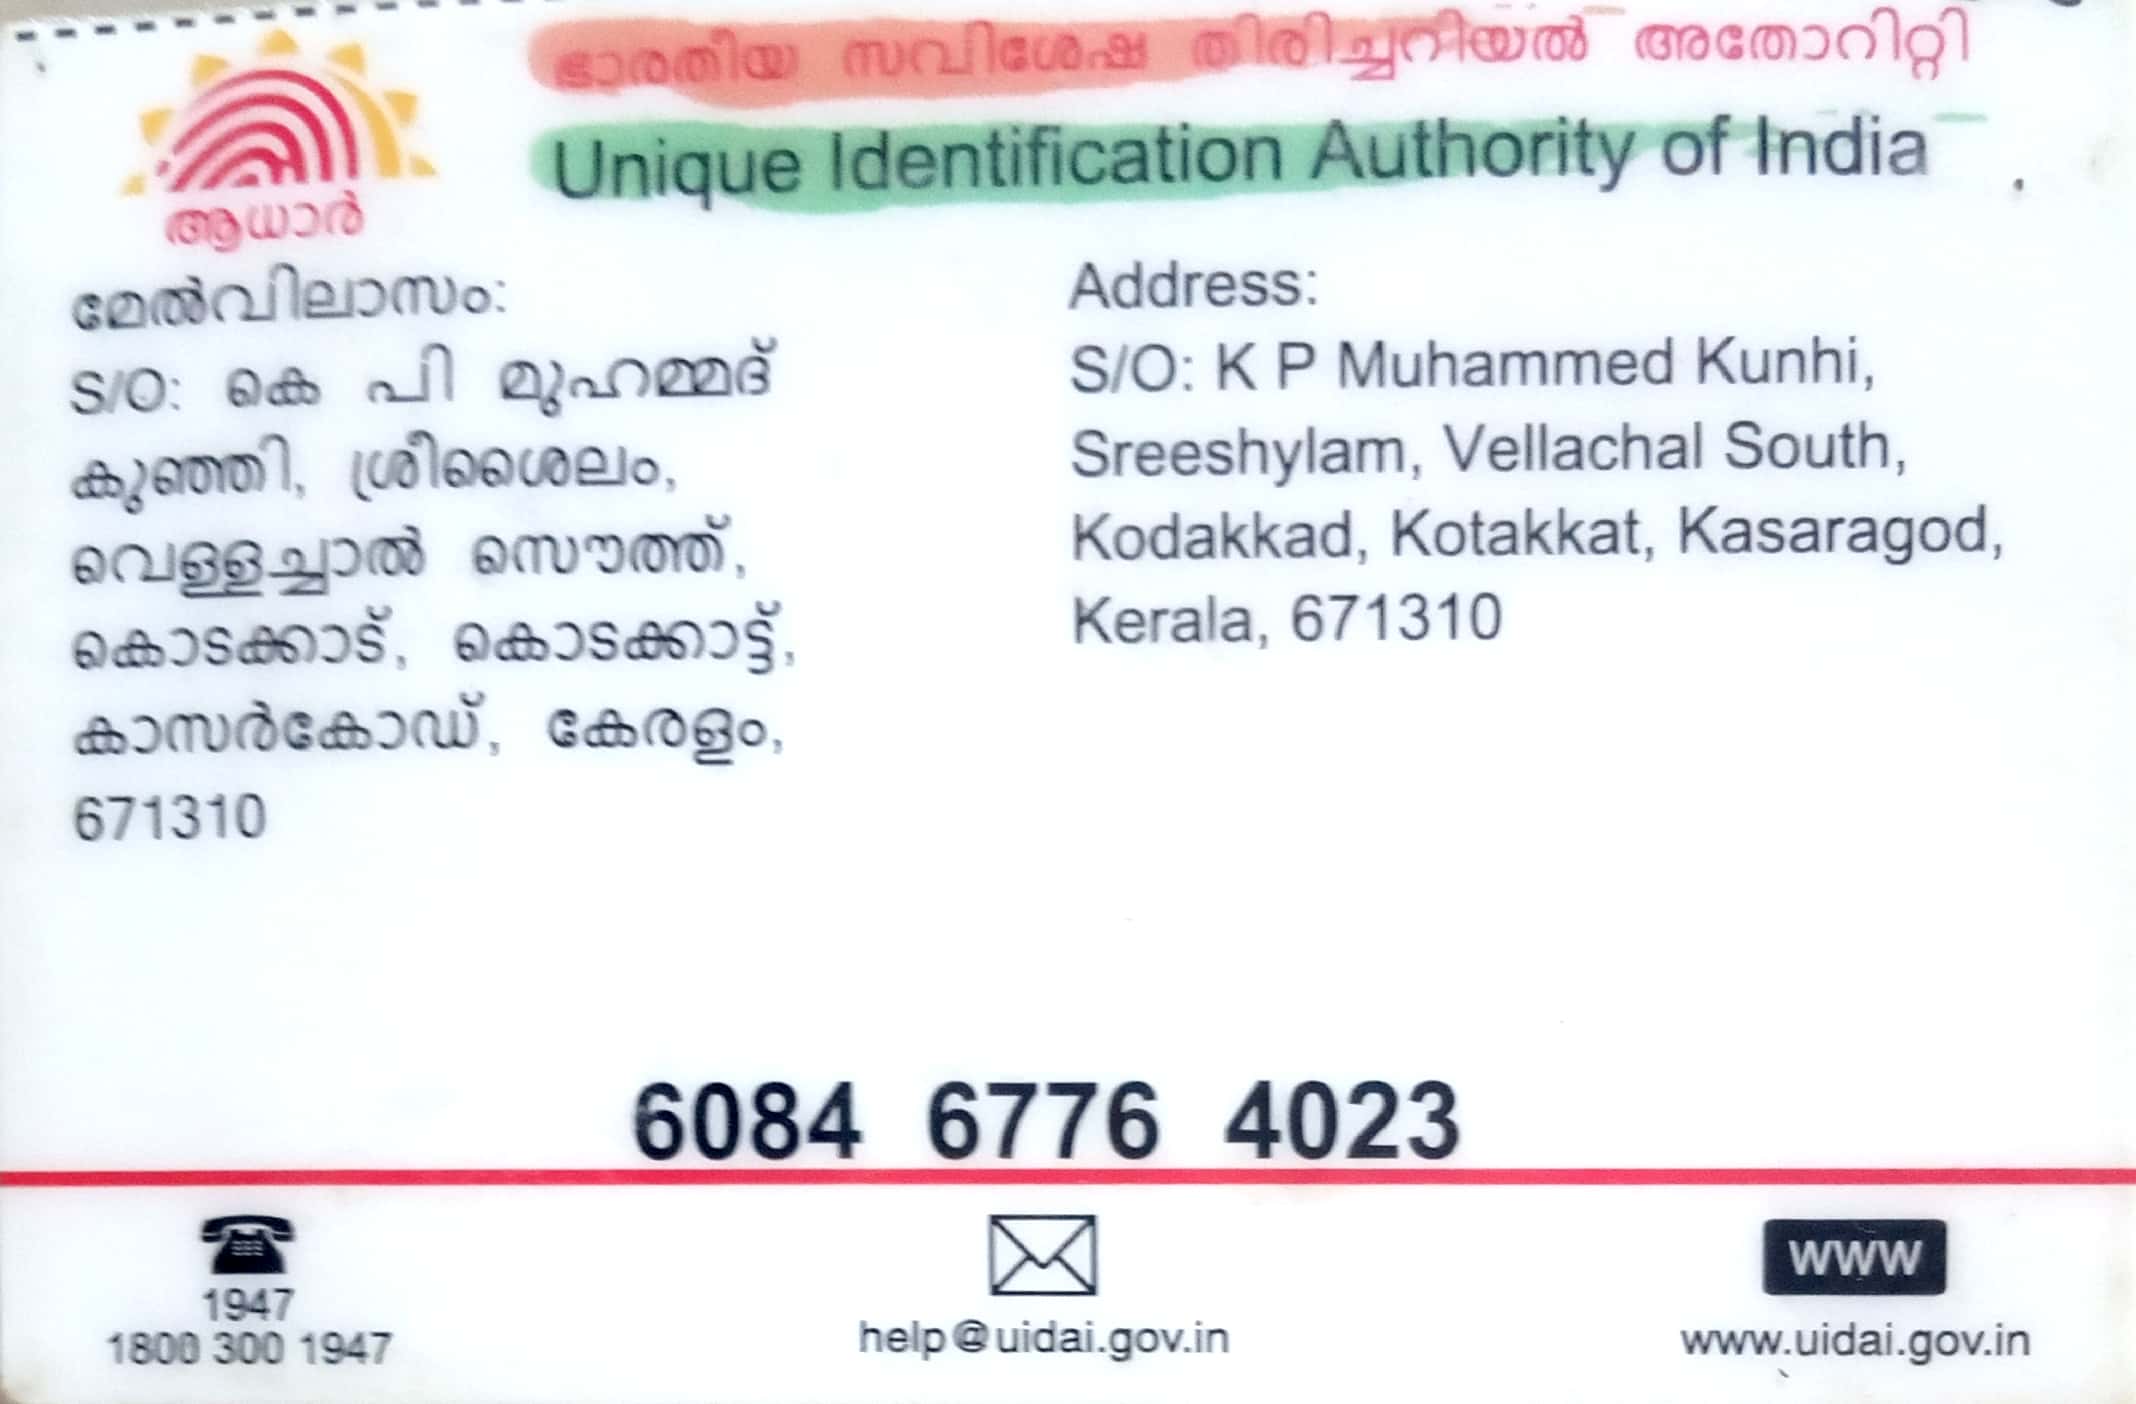 ഭാരതീയ സവിശേഷ തിരിച്ചറിയൽ അതോറിറ്റി
Unique Identification Authority of India
ആധാർ
മേൽവിലാസം:
S/O: കെ പി മുഹമ്മദ്
കുഞ്ഞി, ശ്രീശൈലം,
വെള്ളച്ചാൽ സൌത്ത്,
കൊടക്കാട്, കൊടക്കാട്ട്,
കാസർകോഡ്, കേരളം,
671310
Address:
S/O: K P Muhammed Kunhi,
Sreeshylam, Vellachal South,
Kodakkad, Kotakkat, Kasaragod,
Kerala, 671310
6084 6776 4023
1947
1800 300 1947
help@uidai.gov.in
WWW
www.uidai.gov.in